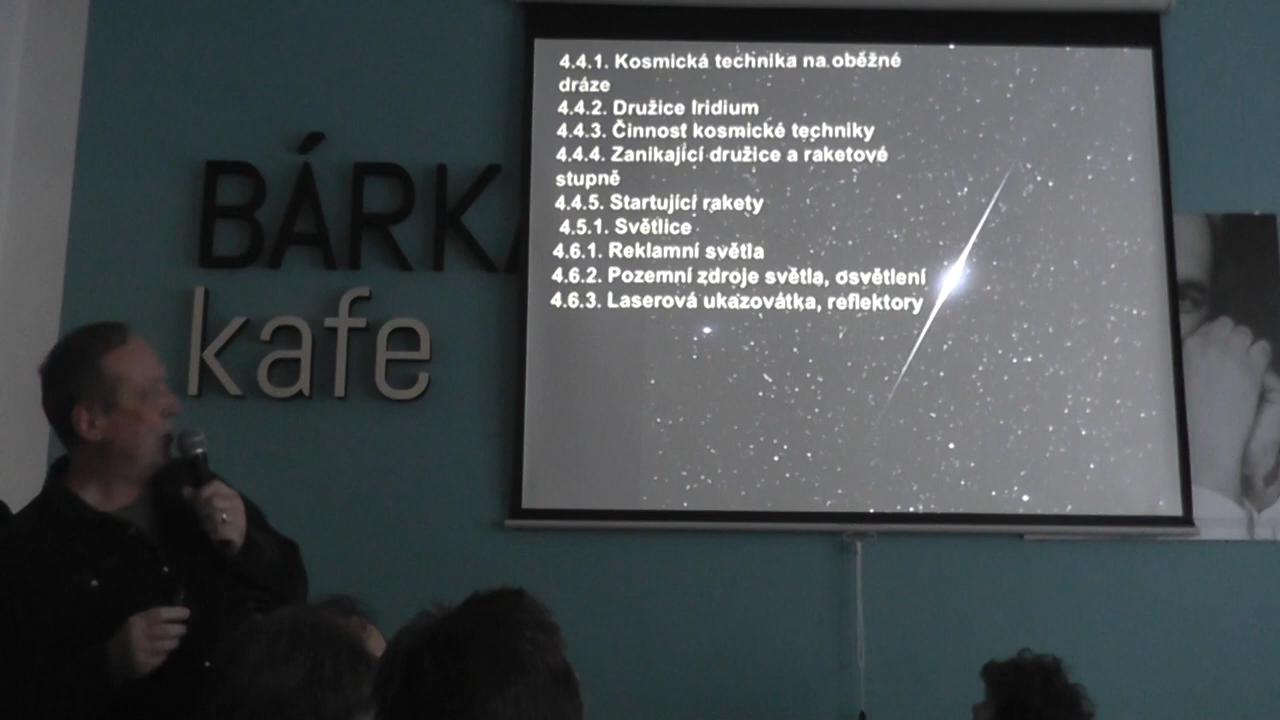 BÁRKA
kafe
4.4.1. Kosmická technika na oběžné
dráze
4.4.2. Družice Iridium
4.4.3. Činnost kosmické techniky
4.4.4. Zanikající družice a raketové
stupně
4.4.5. Startující rakety
4.5.1. Světlice
4.6.1. Reklamní světla
4.6.2. Pozemní zdroje světla, osvětlení
4.6.3. Laserová ukazovátka, reflektory